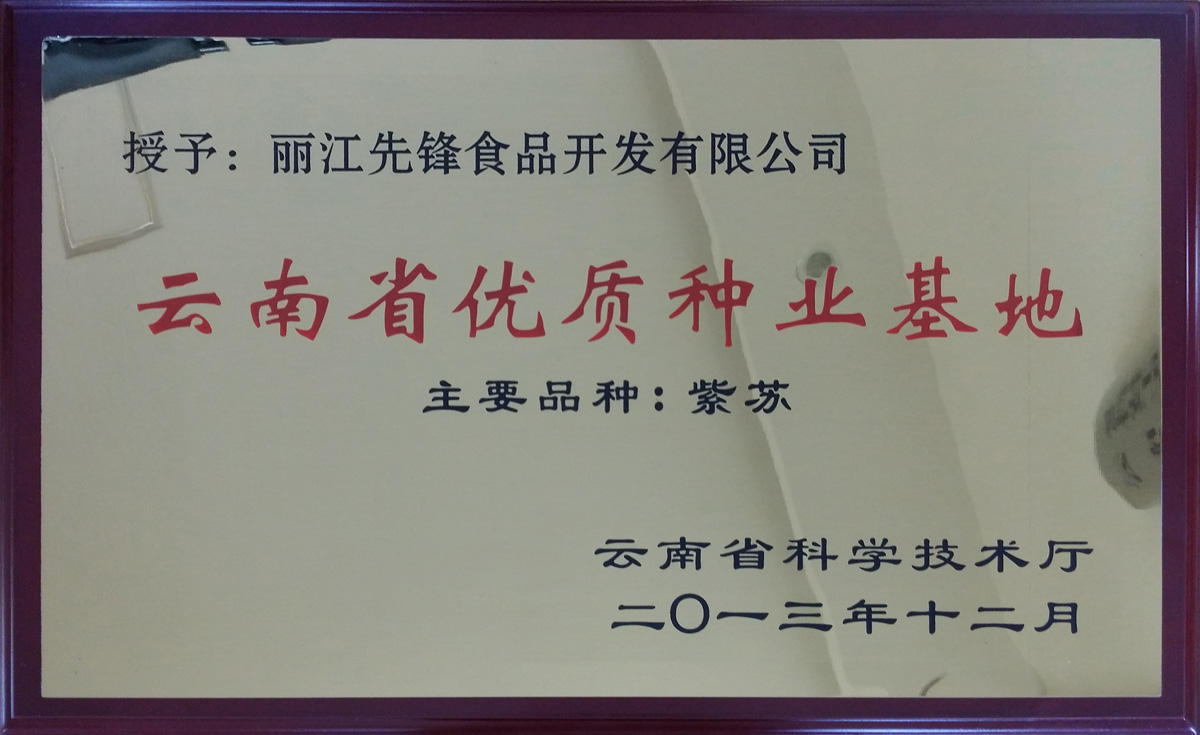 授予：丽江先锋食品开发有限公司
云南省优质种业基地
主要品种：紫苏
云南省科学技术厅
二〇一三年十二月